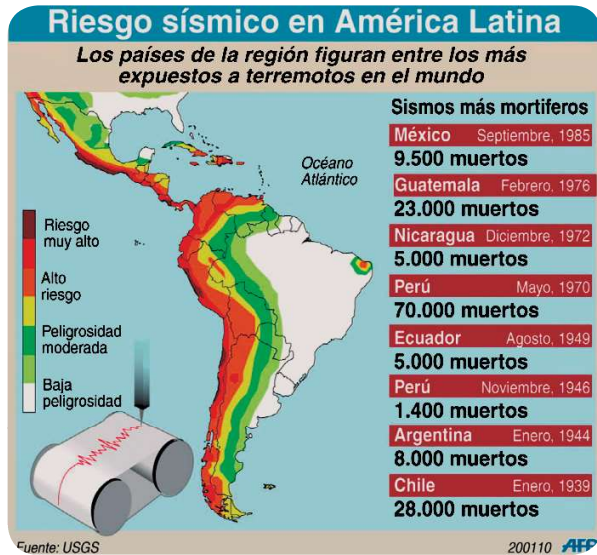 Riesgo sísmico en América Latina
Los países de la región figuran entre los más
expuestos a terremotos en el mundo
Océano
Atlántico
Riesgo
muy alto
Alto
riesgo
Peligrosidad
moderada
Baja
peligrosidad
Sismos más mortiferos
México Septiembre, 1985
9.500 muertos
Guatemala Febrero, 1976
23.000 muertos
Nicaragua Diciembre, 1972
5.000 muertos
Perú Mayo, 1970
70.000 muertos
Ecuador Agosto, 1949
5.000 muertos
Perú Noviembre, 1946
1.400 muertos
Argentina Enero, 1944
8.000 muertos
Chile Enero, 1939
28.000 muertos
Fuente: USGS
200110 AFP